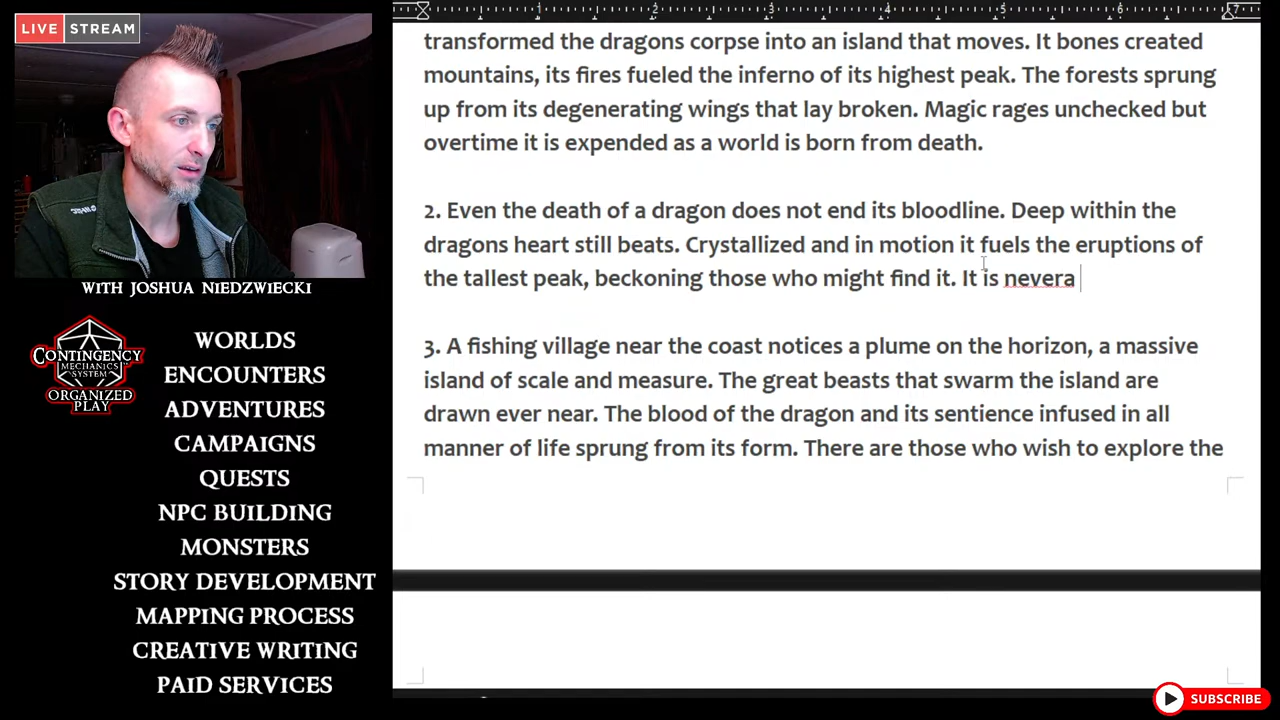 LIVE STREAM
WITH JOSHUA NIEDZWIECKI
CONTINGENCY
MECHANICS
SYSTEM
ORGANIZED
PLAY
WORLDS
ENCOUNTERS
ADVENTURES
CAMPAIGNS
QUESTS
NPC BUILDING
MONSTERS
STORY DEVELOPMENT
MAPPING PROCESS
CREATIVE WRITING
PAID SERVICES
1 2 3 4 5 6 7
transformed the dragons corpse into an island that moves. It bones created
mountains, its fires fueled the inferno of its highest peak. The forests sprung
up from its degenerating wings that lay broken. Magic rages unchecked but
overtime it is expended as a world is born from death.
2. Even the death of a dragon does not end its bloodline. Deep within the
dragons heart still beats. Crystallized and in motion it fuels the eruptions of
the tallest peak, beckoning those who might find it. It is nevera
3. A fishing village near the coast notices a plume on the horizon, a massive
island of scale and measure. The great beasts that swarm the island are
drawn ever near. The blood of the dragon and its sentience infused in all
manner of life sprung from its form. There are those who wish to explore the
SUBSCRIBE